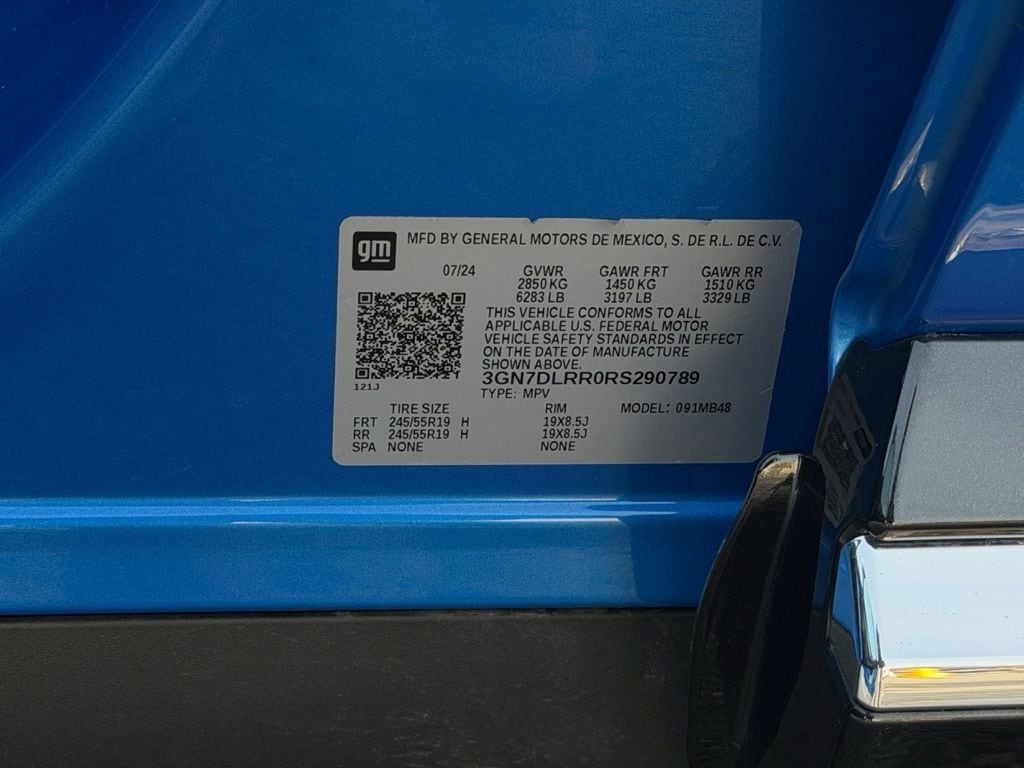 gm MFD BY GENERAL MOTORS DE MEXICO, S. DE R.L. DE C.V.
07/24 GVWR GAWR FRT GAWR RR
2850 KG 1450 KG 1510 KG
6283 LB 3197 LB 3329 LB
THIS VEHICLE CONFORMS TO ALL
APPLICABLE U.S. FEDERAL MOTOR
VEHICLE SAFETY STANDARDS IN EFFECT
ON THE DATE OF MANUFACTURE
SHOWN ABOVE.
3GN7DLRR0RS290789
121J
TYPE: MPV
TIRE SIZE RIM MODEL: 091MB48
FRT 245/55R19 H 19X8.5J
RR 245/55R19 H 19X8.5J
SPA NONE NONE